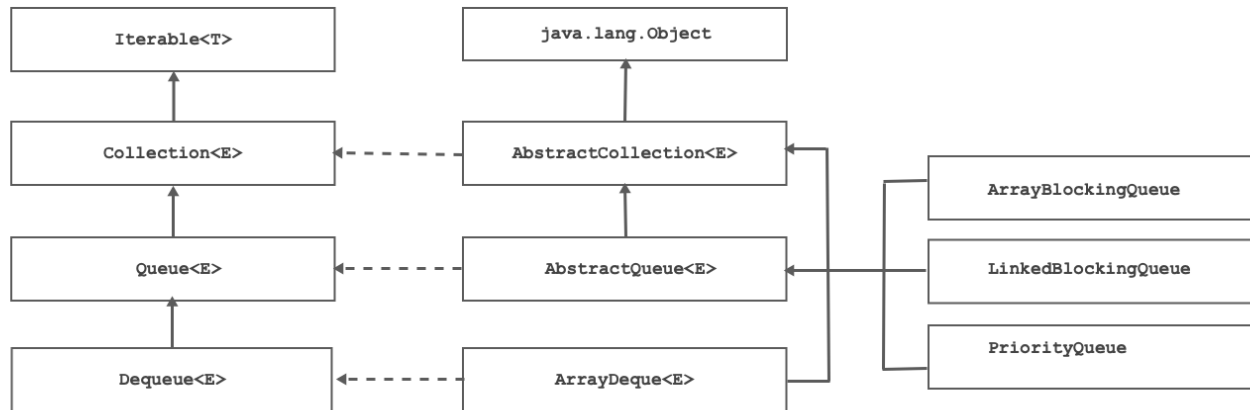 Iterable<T>
java.lang.Object
Collection<E>
AbstractCollection<E>
ArrayBlockingQueue
Queue<E>
AbstractQueue<E>
LinkedBlockingQueue
PriorityQueue
Dequeue<E>
ArrayDeque<E>